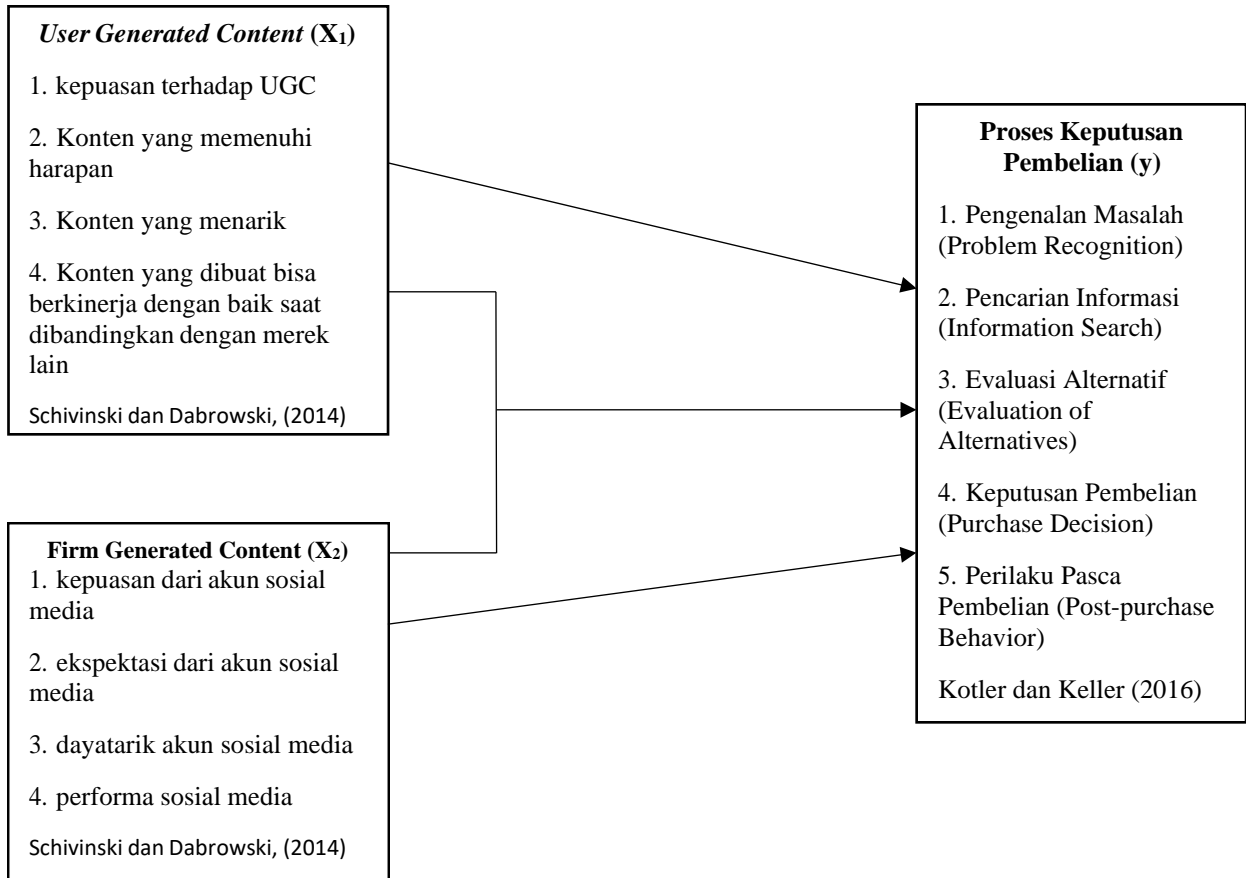 User Generated Content (X₁)
1. kepuasan terhadap UGC
2. Konten yang memenuhi
harapan
3. Konten yang menarik
4. Konten yang dibuat bisa
berkinerja dengan baik saat
dibandingkan dengan merek
lain
Schivinski dan Dabrowski, (2014)
Firm Generated Content (X₂)
1. kepuasan dari akun sosial
media
2. ekspektasi dari akun sosial
media
3. dayatarik akun sosial media
4. performa sosial media
Schivinski dan Dabrowski, (2014)
Proses Keputusan
Pembelian (y)
1. Pengenalan Masalah
(Problem Recognition)
2. Pencarian Informasi
(Information Search)
3. Evaluasi Alternatif
(Evaluation of
Alternatives)
4. Keputusan Pembelian
(Purchase Decision)
5. Perilaku Pasca
Pembelian (Post-purchase
Behavior)
Kotler dan Keller (2016)